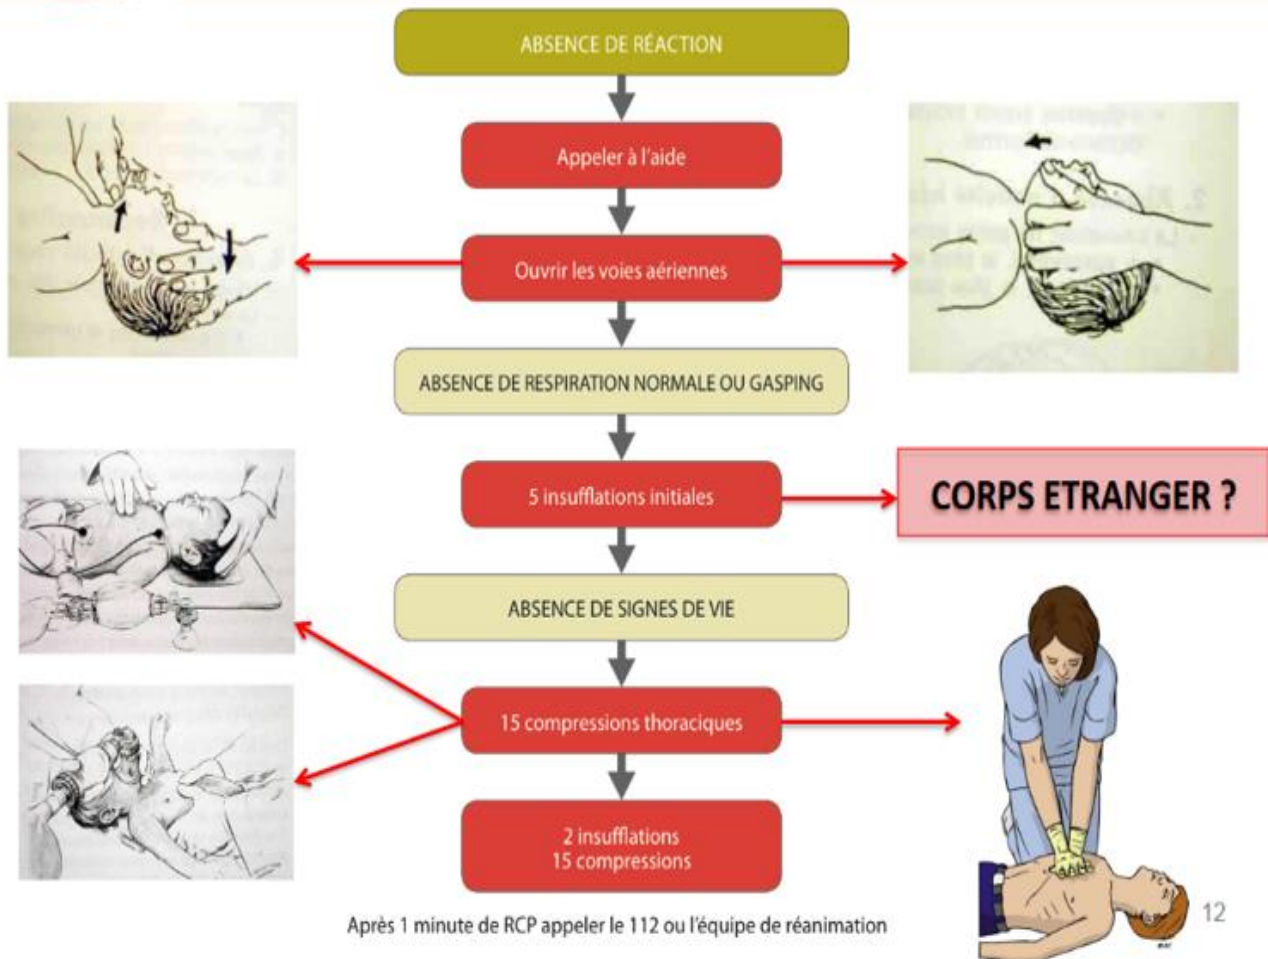 ABSENCE DE RÉACTION
Appeler à l'aide
Ouvrir les voies aériennes
ABSENCE DE RESPIRATION NORMALE OU GASPING
5 insufflations initiales
CORPS ETRANGER ?
ABSENCE DE SIGNES DE VIE
15 compressions thoraciques
2 insufflations
15 compressions
Après 1 minute de RCP appeler le 112 ou l'équipe de réanimation
12